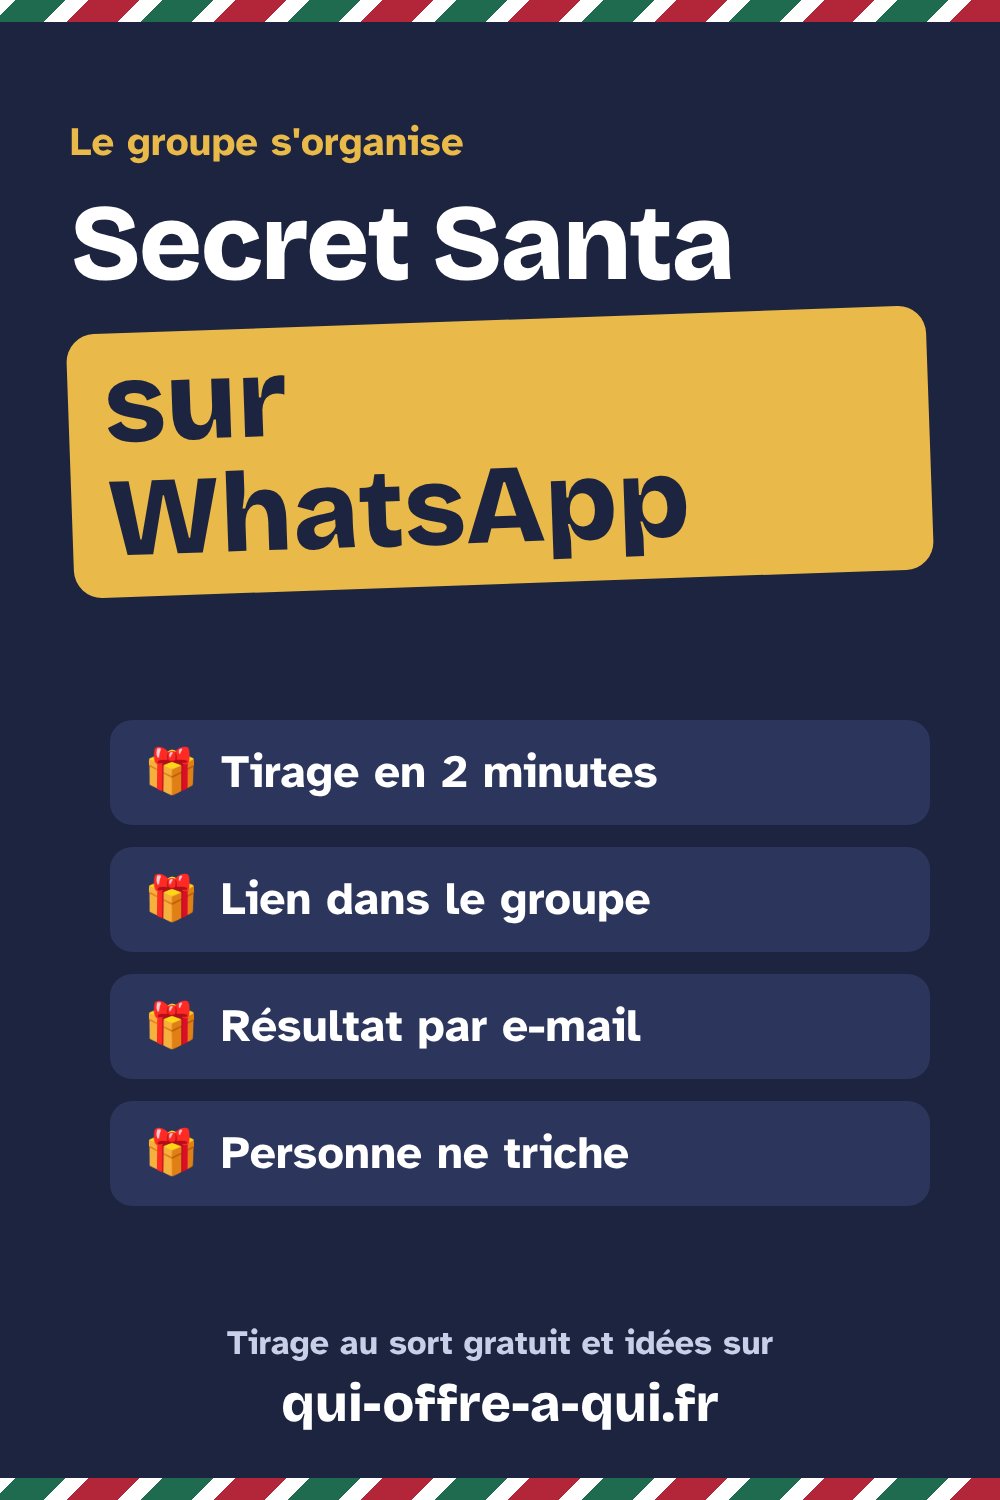 Le groupe s'organise
Secret Santa
sur
WhatsApp
Tirage en 2 minutes
Lien dans le groupe
Résultat par e-mail
Personne ne triche
Tirage au sort gratuit et idées sur
qui-offre-a-qui.fr